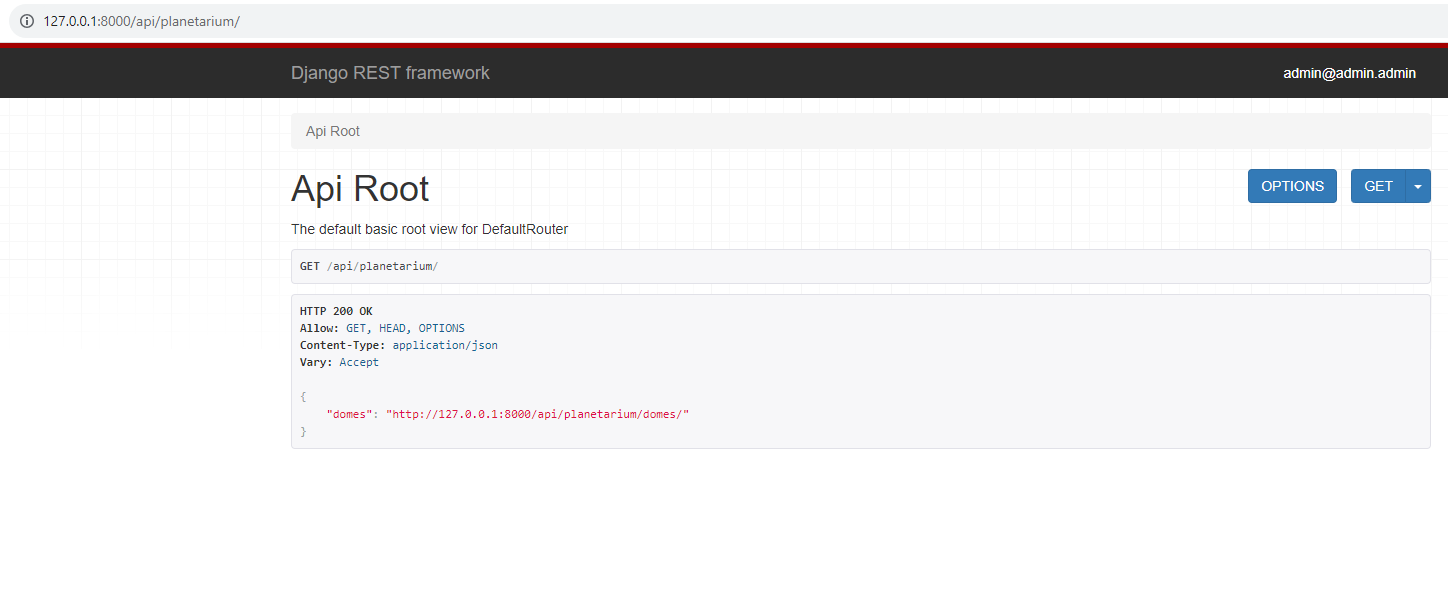 127.0.0.1:8000/api/planetarium/
Django REST framework
admin@admin.admin
Api Root
Api Root
OPTIONS
GET
The default basic root view for DefaultRouter
GET /api/planetarium/
HTTP 200 OK
Allow: GET, HEAD, OPTIONS
Content-Type: application/json
Vary: Accept
{
    "domes": "http://127.0.0.1:8000/api/planetarium/domes/"
}